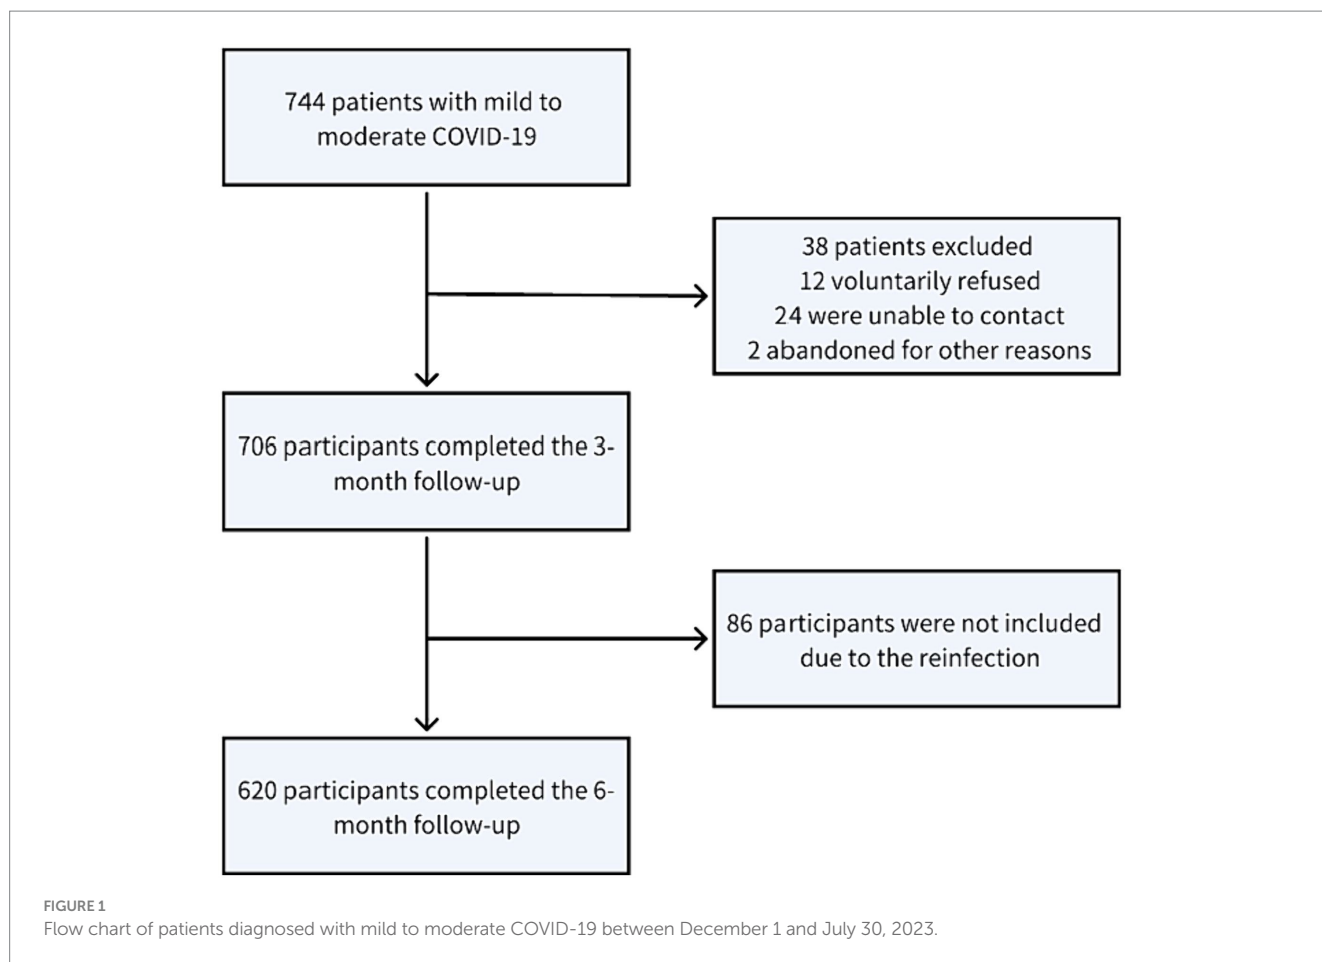 744 patients with mild to
moderate COVID-19
38 patients excluded
12 voluntarily refused
24 were unable to contact
2 abandoned for other reasons
706 participants completed the 3-
month follow-up
86 participants were not included
due to the reinfection
620 participants completed the 6-
month follow-up
FIGURE 1
Flow chart of patients diagnosed with mild to moderate COVID-19 between December 1 and July 30, 2023.